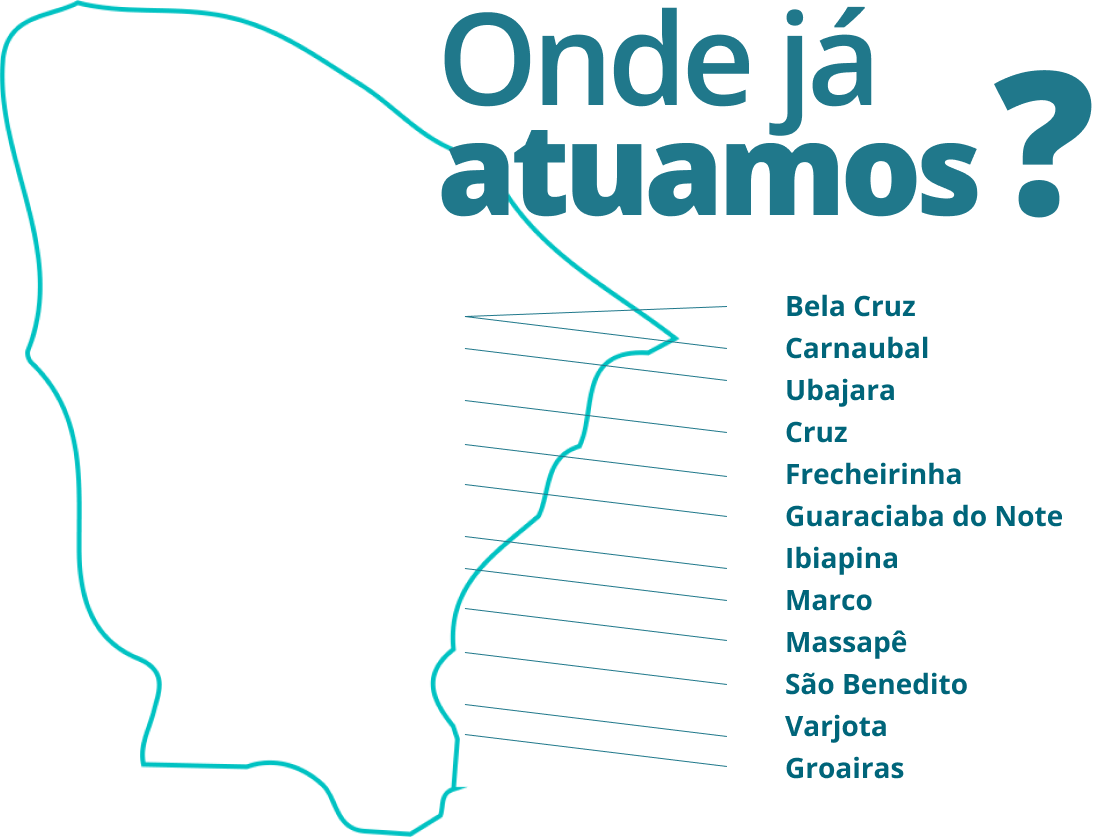 Onde já
atuamos?
Bela Cruz
Carnaubal
Ubajara
Cruz
Frecheirinha
Guaraciaba do Note
Ibiapina
Marco
Massapê
São Benedito
Varjota
Groairas